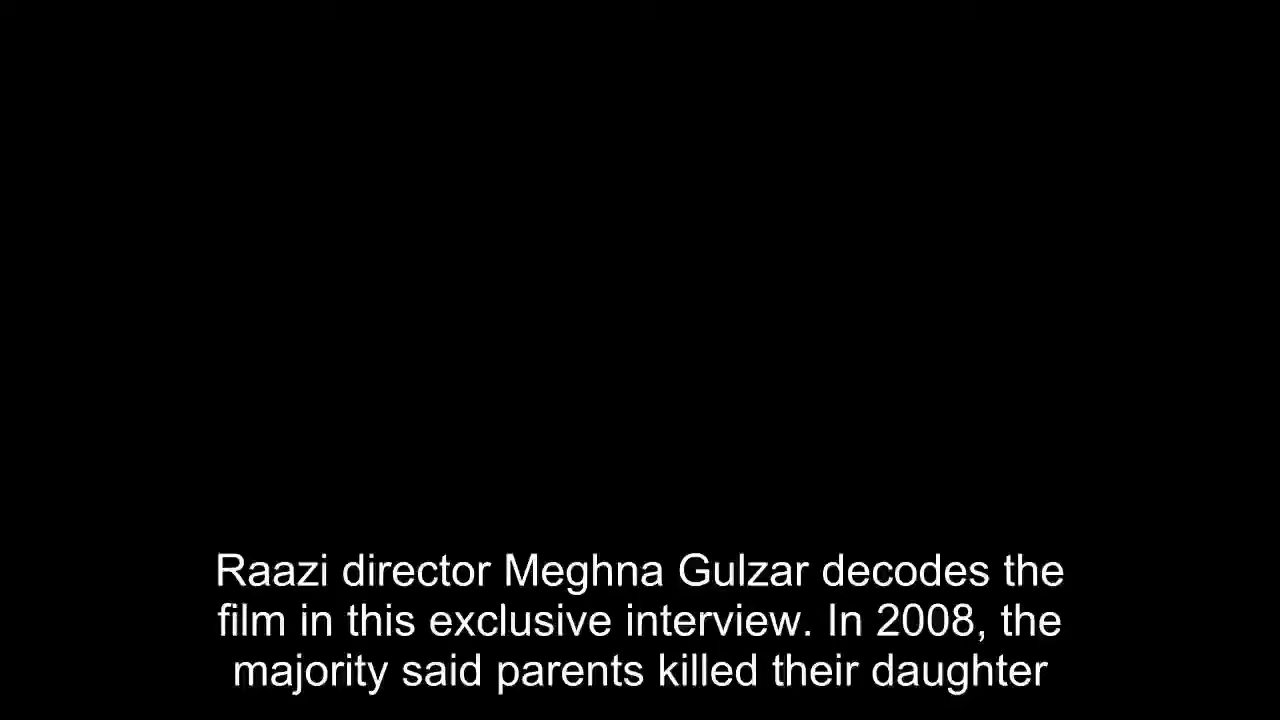 Raazi director Meghna Gulzar decodes the
film in this exclusive interview. In 2008, the
majority said parents killed their daughter